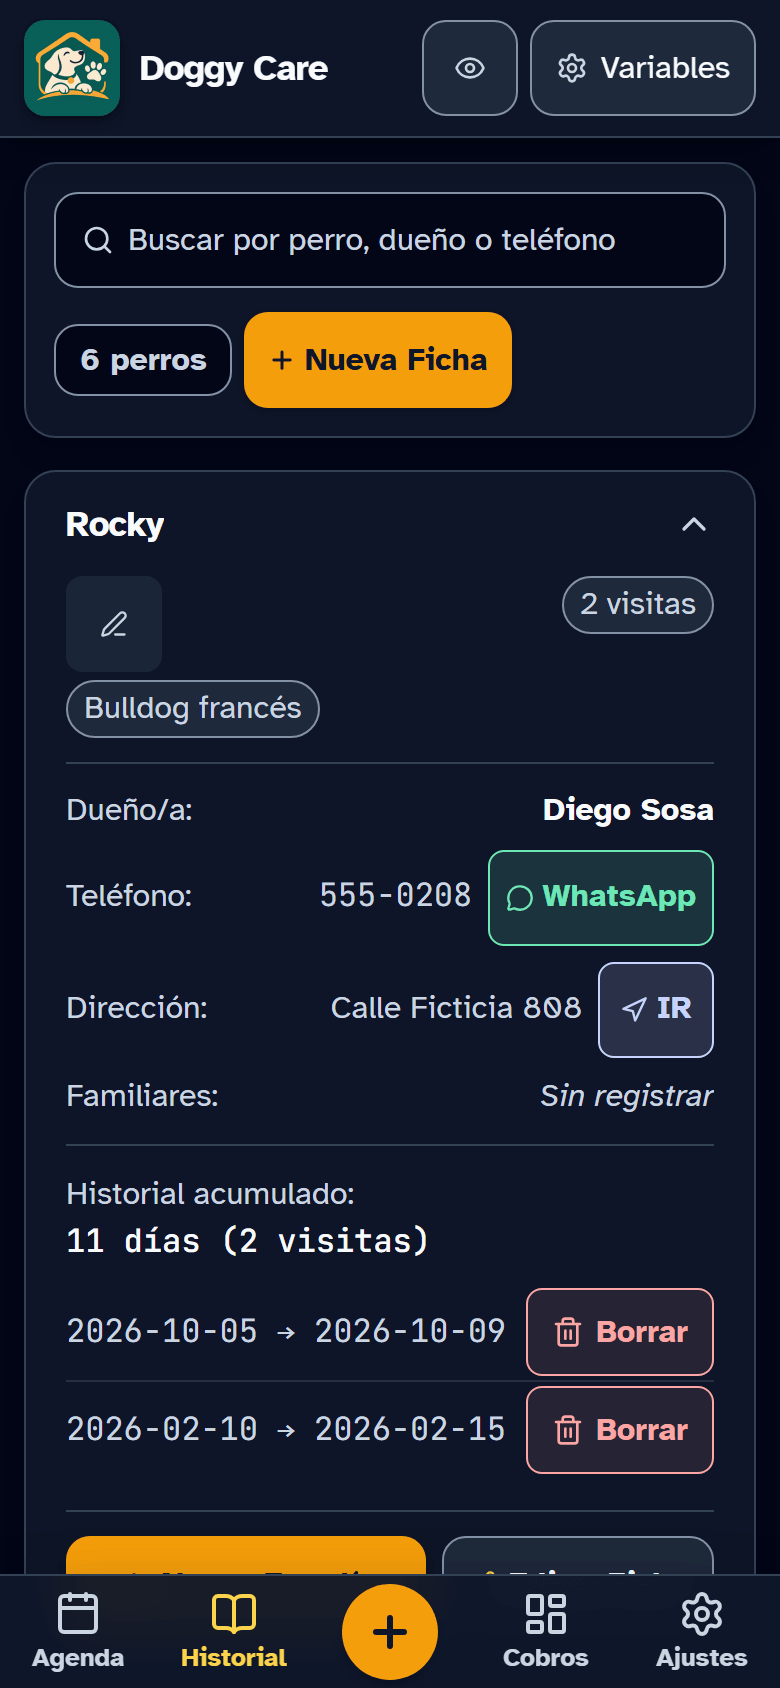 Doggy Care
Variables
Buscar por perro, dueño o teléfono
6 perros
+ Nueva Ficha
Rocky
2 visitas
Bulldog francés
Dueño/a: Diego Sosa
Teléfono: 555-0208 WhatsApp
Dirección: Calle Ficticia 808 IR
Familiares: Sin registrar
Historial acumulado:
11 días (2 visitas)
2026-10-05 → 2026-10-09 Borrar
2026-02-10 → 2026-02-15 Borrar
Agenda Historial + Cobros Ajustes